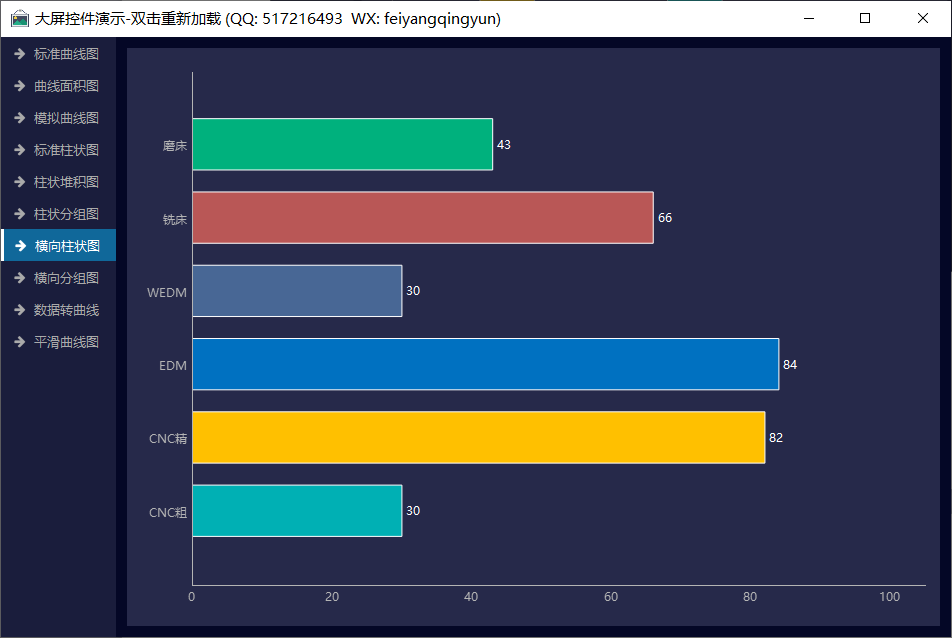 大屏控件演示-双击重新加载 (QQ: 517216493  WX: feiyangqingyun)
标准曲线图
曲线面积图
模拟曲线图
标准柱状图
柱状堆积图
柱状分组图
横向柱状图
横向分组图
数据转曲线
平滑曲线图
磨床 43
铣床 66
WEDM 30
EDM 84
CNC精 82
CNC粗 30
0 20 40 60 80 100